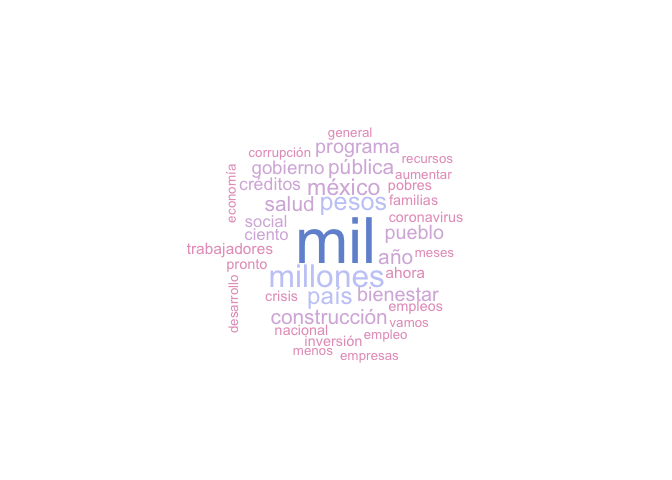 general
corrupción programa
recursos
economía gobierno pública aumentar
créditos méxico pobres
salud pesos familias
social coronavirus
ciento mil pueblo
trabajadores año meses
pronto millones ahora
desarrollo crisis país bienestar
construcción empleos
nacional vamos
inversión empleo
menos empresas